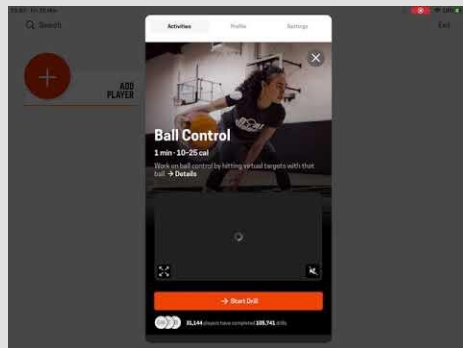 Search
Exit
Activities Profile Settings
ADD
PLAYER
Ball Control
1 min · 10-25 cal
Work on ball control by hitting virtual targets with that
ball → Details
→ Start Drill
players have completed drills.